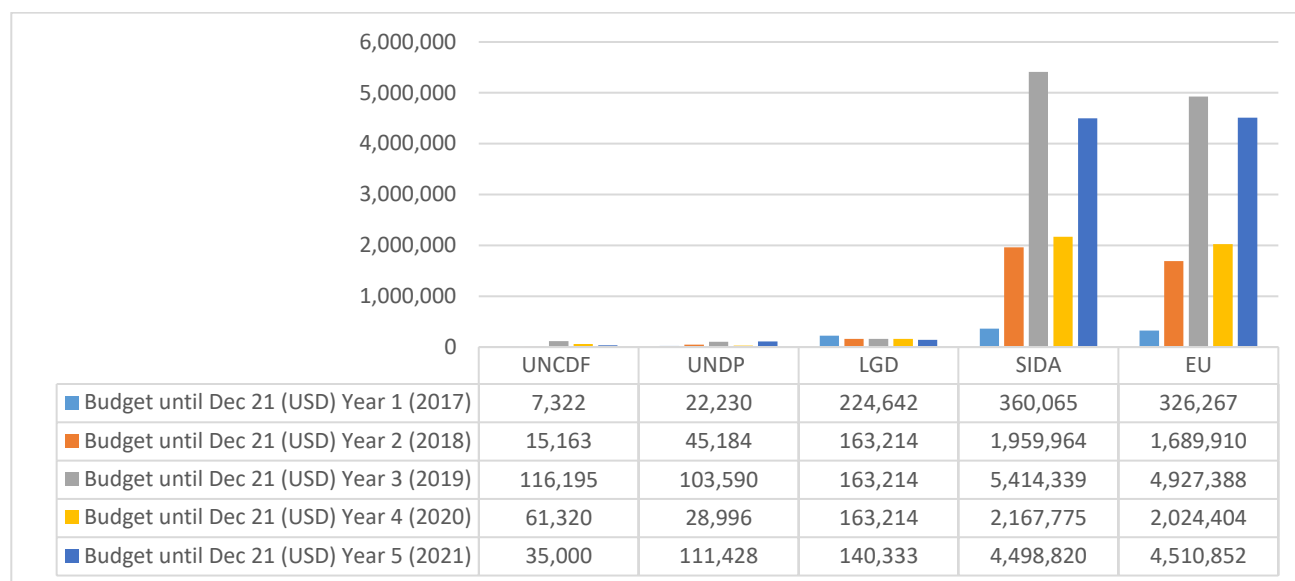 6,000,000
5,000,000
4,000,000
3,000,000
2,000,000
1,000,000
0
UNCDF UNDP LGD SIDA EU
Budget until Dec 21 (USD) Year 1 (2017) 7,322 22,230 224,642 360,065 326,267
Budget until Dec 21 (USD) Year 2 (2018) 15,163 45,184 163,214 1,959,964 1,689,910
Budget until Dec 21 (USD) Year 3 (2019) 116,195 103,590 163,214 5,414,339 4,927,388
Budget until Dec 21 (USD) Year 4 (2020) 61,320 28,996 163,214 2,167,775 2,024,404
Budget until Dec 21 (USD) Year 5 (2021) 35,000 111,428 140,333 4,498,820 4,510,852